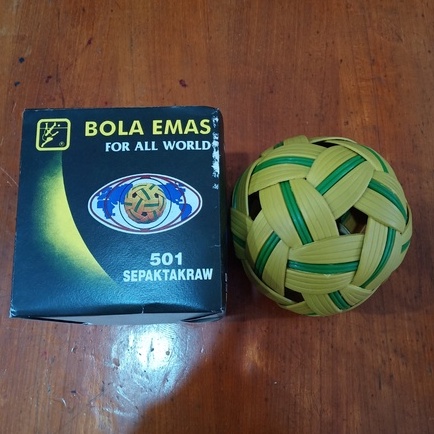 BOLA EMAS
FOR ALL WORLD
501
SEPAKTAKRAW